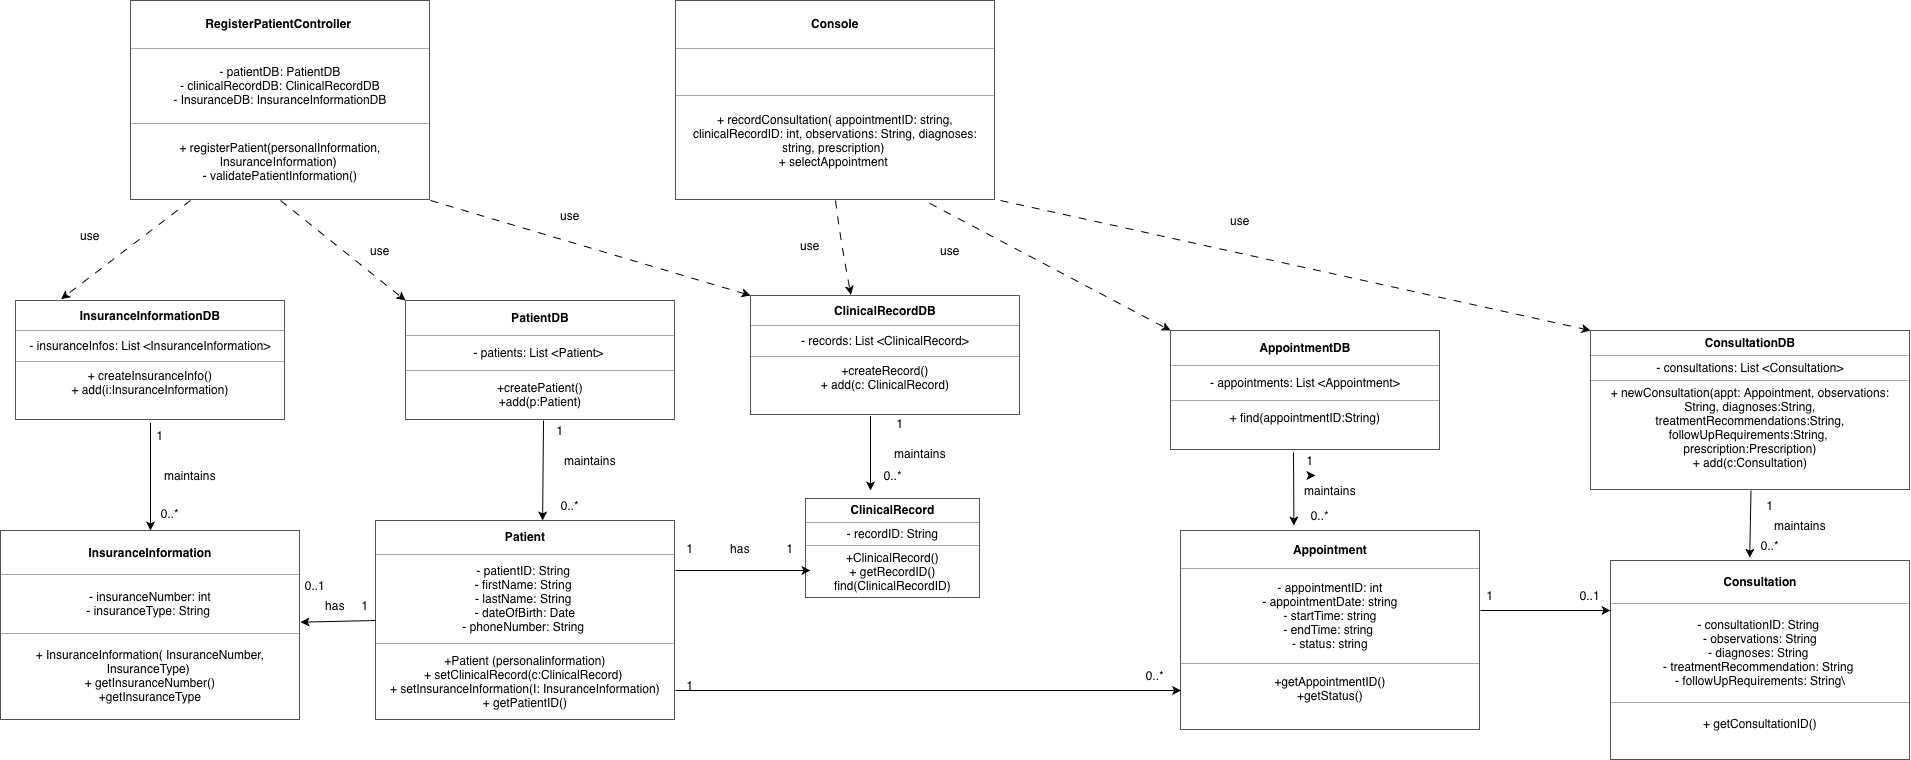 RegisterPatientController
- patientDB: PatientDB
- clinicalRecordDB: ClinicalRecordDB
- InsuranceDB: InsuranceInformationDB
+ registerPatient(personalInformation,
InsuranceInformation)
- validatePatientInformation()
Console
+ recordConsultation( appointmentID: string,
clinicalRecordID: int, observations: String, diagnoses:
string, prescription)
+ selectAppointment
use
use
use
use
use
use
InsuranceInformationDB
- insuranceInfos: List <InsuranceInformation>
+ createInsuranceInfo()
+ add(i:InsuranceInformation)
PatientDB
- patients: List <Patient>
+createPatient()
+add(p:Patient)
ClinicalRecordDB
- records: List <ClinicalRecord>
+createRecord()
+ add(c: ClinicalRecord)
AppointmentDB
- appointments: List <Appointment>
+ find(appointmentID:String)
ConsultationDB
- consultations: List <Consultation>
+ newConsultation(appt: Appointment, observations:
String, diagnoses:String,
treatmentRecommendations:String,
followUpRequirements:String,
prescription:Prescription)
+ add(c:Consultation)
1
maintains
0..*
1
maintains
0..*
1
maintains
0..*
1
maintains
0..*
1
maintains
0..*
InsuranceInformation
- insuranceNumber: int
- insuranceType: String
+ InsuranceInformation( InsuranceNumber,
InsuranceType)
+ getInsuranceNumber()
+getInsuranceType
0..1
has
1
Patient
- patientID: String
- firstName: String
- lastName: String
- dateOfBirth: Date
- phoneNumber: String
+Patient (personalinformation)
+ setClinicalRecord(c:ClinicalRecord)
+ setInsuranceInformation(I: InsuranceInformation)
+ getPatientID()
1
has
1
ClinicalRecord
- recordID: String
+ClinicalRecord()
+ getRecordID()
find(ClinicalRecordID)
1
0..*
Appointment
- appointmentID: int
- appointmentDate: string
- startTime: string
- endTime: string
- status: string
+getAppointmentID()
+getStatus()
1
0..1
Consultation
- consultationID: String
- observations: String
- diagnoses: String
- treatmentRecommendation: String
- followUpRequirements: String\
+ getConsultationID()